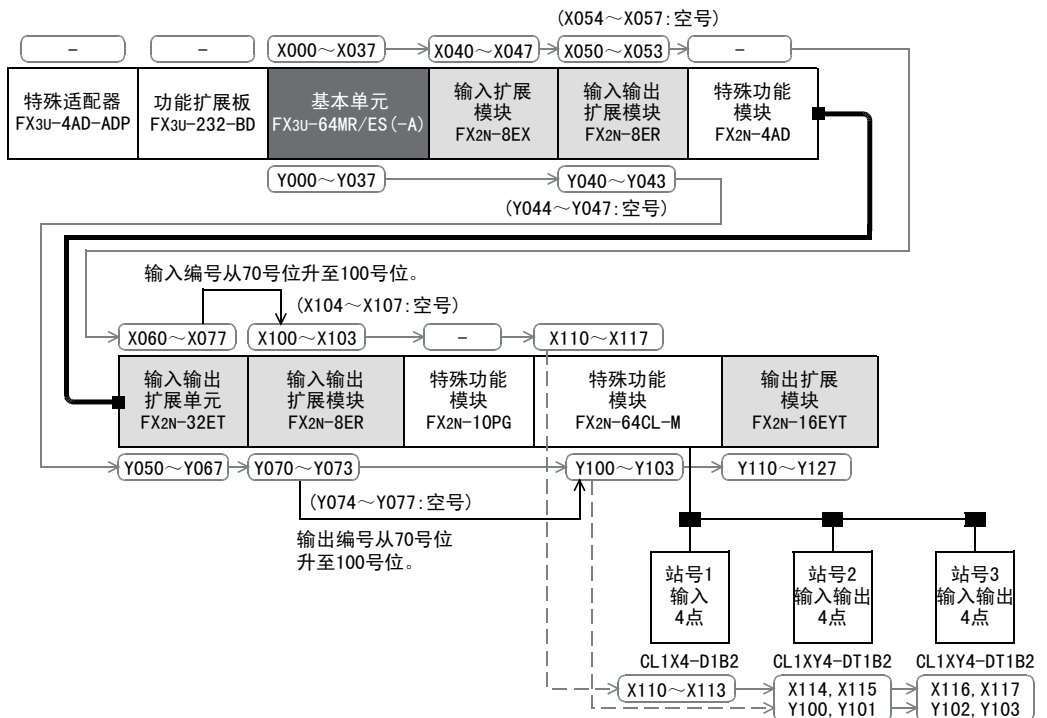 (X054～X057:空号)
－
－
X000～X037
X040～X047
X050～X053
－
特殊适配器
FX3U-4AD-ADP
功能扩展板
FX3U-232-BD
基本单元
FX3U-64MR/ES(-A)
输入扩展
模块
FX2N-8EX
输入输出
扩展模块
FX2N-8ER
特殊功能
模块
FX2N-4AD
Y000～Y037
Y040～Y043
(Y044～Y047:空号)
输入编号从70号位升至100号位。
(X104～X107:空号)
X060～X077
X100～X103
－
X110～X117
输入输出
扩展单元
FX2N-32ET
输入输出
扩展模块
FX2N-8ER
特殊功能
模块
FX2N-10PG
特殊功能
模块
FX2N-64CL-M
输出扩展
模块
FX2N-16EYT
Y050～Y067
Y070～Y073
Y100～Y103
Y110～Y127
(Y074～Y077:空号)
输出编号从70号位
升至100号位。
站号1
输入
4点
站号2
输入输出
4点
站号3
输入输出
4点
CL1X4-D1B2
CL1XY4-DT1B2
CL1XY4-DT1B2
X110～X113
X114, X115
Y100, Y101
X116, X117
Y102, Y103